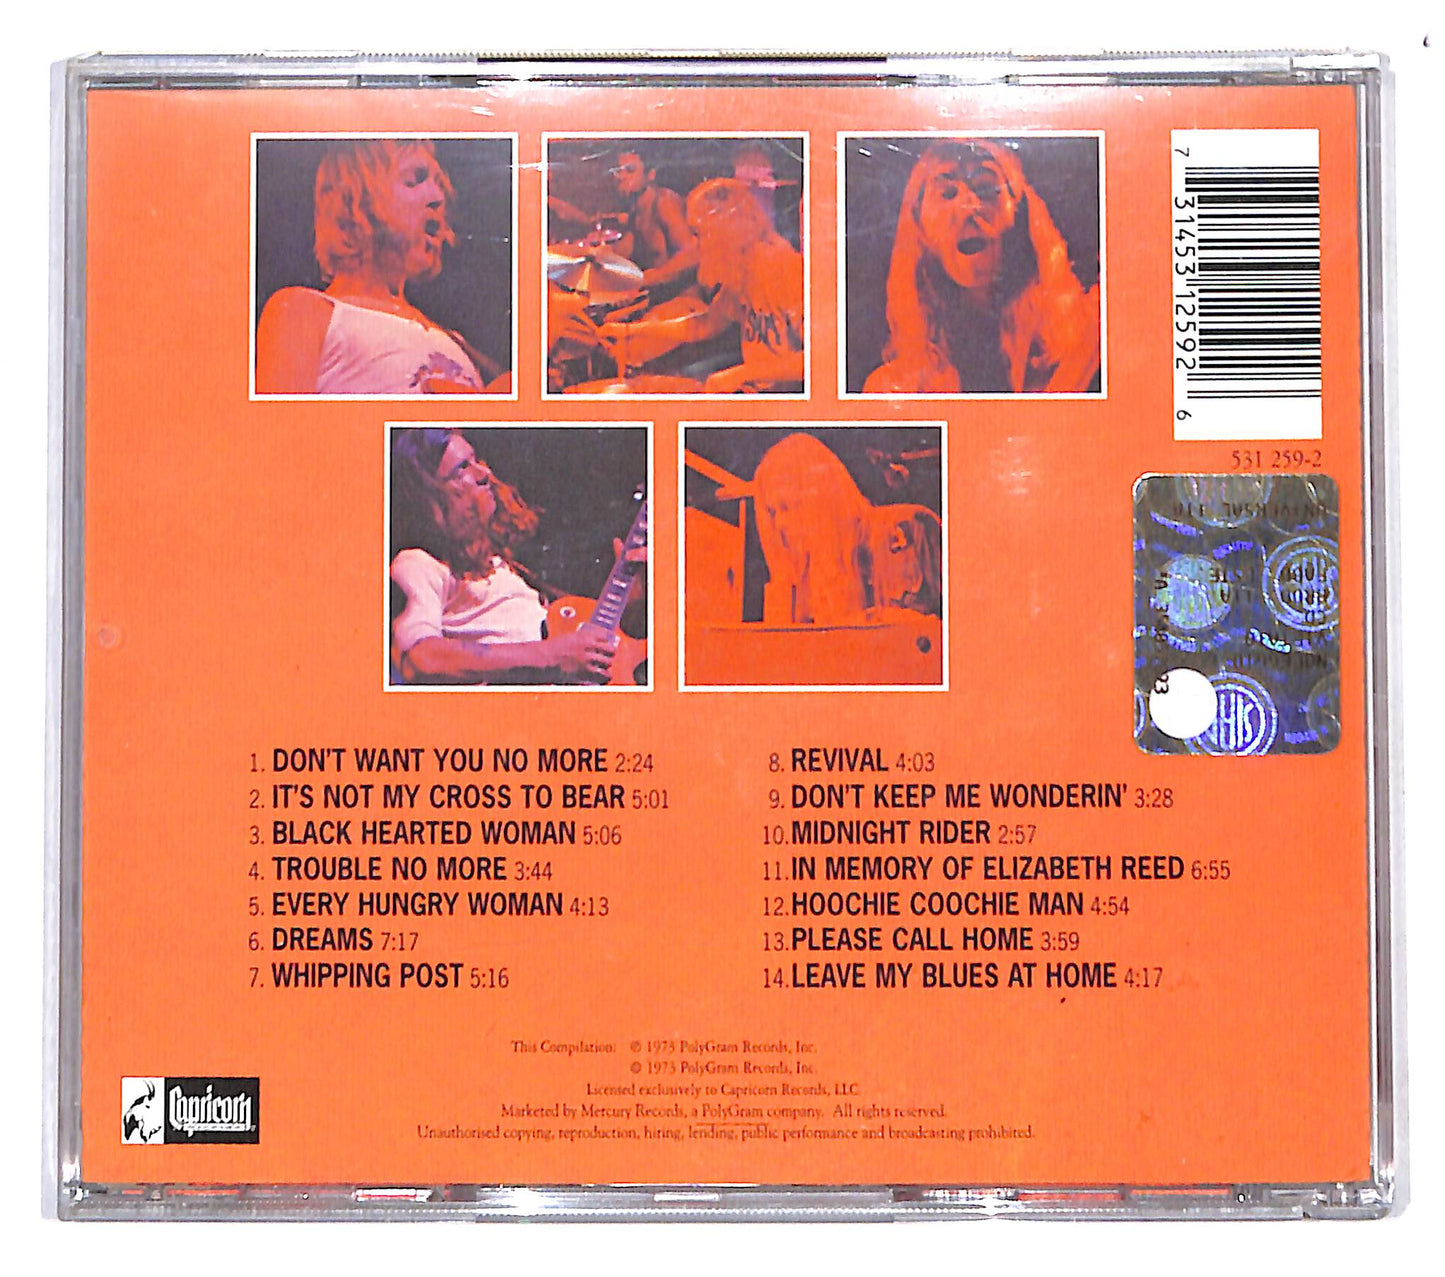 7 31453 12592 6
531 259-2
UNIVERSAL
1. DON'T WANT YOU NO MORE 2:24
2. IT'S NOT MY CROSS TO BEAR 5:01
3. BLACK HEARTED WOMAN 5:06
4. TROUBLE NO MORE 3:44
5. EVERY HUNGRY WOMAN 4:13
6. DREAMS 7:17
7. WHIPPING POST 5:16
8. REVIVAL 4:03
9. DON'T KEEP ME WONDERIN' 3:28
10. MIDNIGHT RIDER 2:57
11. IN MEMORY OF ELIZABETH REED 6:55
12. HOOCHIE COOCHIE MAN 4:54
13. PLEASE CALL HOME 3:59
14. LEAVE MY BLUES AT HOME 4:17
This Compilation: ℗ 1973 PolyGram Records, Inc.
© 1973 PolyGram Records, Inc.
Licensed exclusively to Capricorn Records, LLC
Marketed by Mercury Records, a PolyGram company. All rights reserved.
Unauthorised copying, reproduction, hiring, lending, public performance and broadcasting prohibited.
Capricorn